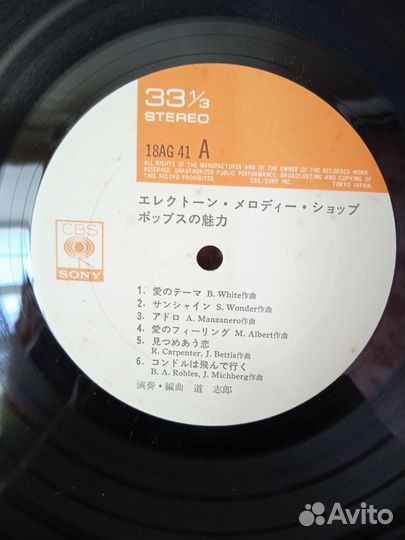 33 1/3
STEREO
18AG 41 A
ALL RIGHTS OF THE MANUFACTURER AND OF THE OWNER OF THE RECORDED WORK
RESERVED. UNAUTHORIZED PUBLIC PERFORMANCE, BROADCASTING AND COPYING OF
THIS RECORD PROHIBITED. CBS/SONY INC. TOKYO JAPAN
エレクトーン・メロディー・ショップ
ポップスの魅力
CBS
SONY
1. 愛のテーマ B. White作曲
2. サンシャイン S. Wonder作曲
3. アドロ A. Manzanero作曲
4. 愛のフィーリング M. Albert作曲
5. 見つめあう恋
R. Carpenter, J. Bettis作曲
6. コンドルは飛んで行く
B. A. Robles, J. Michberg作曲
演奏・編曲 道 志郎
Avito